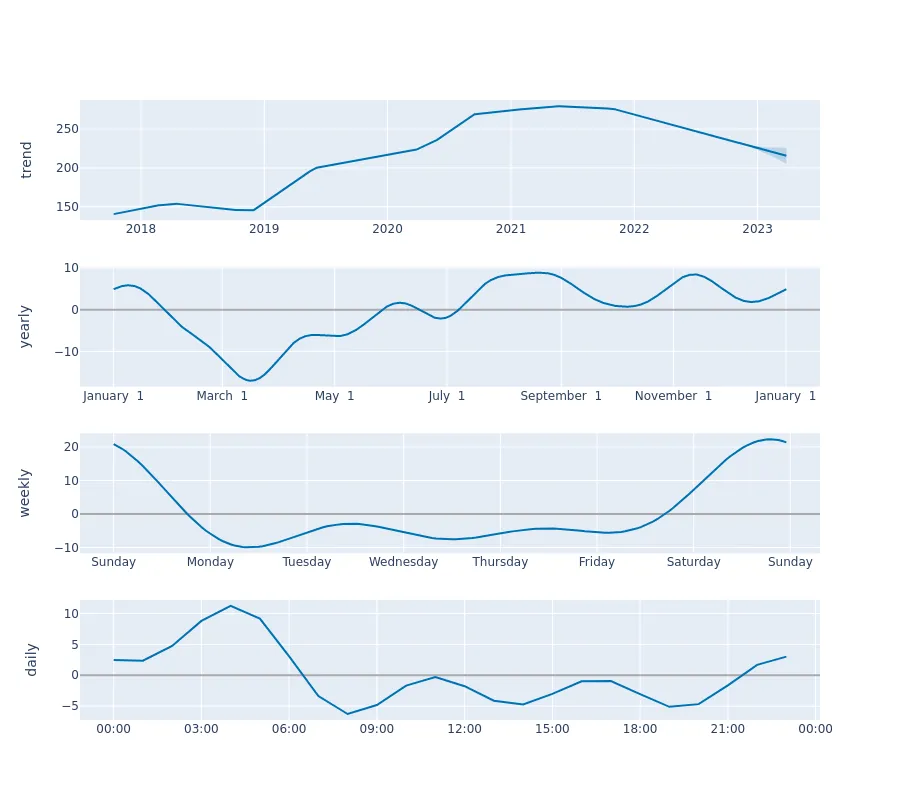 trend
250
200
150
2018 2019 2020 2021 2022 2023
yearly
10
0
−10
January 1 March 1 May 1 July 1 September 1 November 1 January 1
weekly
20
10
0
−10
Sunday Monday Tuesday Wednesday Thursday Friday Saturday Sunday
daily
10
5
0
−5
00:00 03:00 06:00 09:00 12:00 15:00 18:00 21:00 00:00